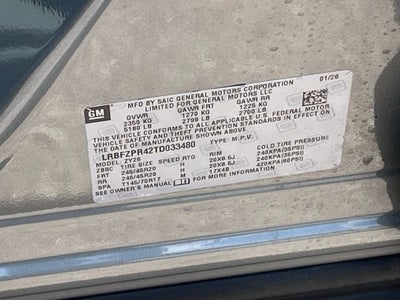 GM
MFD BY SAIC GENERAL MOTORS CORPORATION
LIMITED FOR GENERAL MOTORS LLC
01/26
GVWR GAWR FRT GAWR RR
2350 KG 1270 KG 1225 KG
5180 LB 2799 LB 2700 LB
THIS VEHICLE CONFORMS TO ALL APPLICABLE U.S. FEDERAL MOTOR
VEHICLE SAFETY AND THEFT PREVENTION STANDARDS IN EFFECT ON
THE DATE OF MANUFACTURE SHOWN ABOVE.
LRBFZPR42TD033480 TYPE: M.P.V.
MODEL: ZY26
ZB8C TIRE SIZE SPEED RTG RIM COLD TIRE PRESSURE
FRT 245/45R20 H 20X8.5J 240KPA(35PSI)
RR 245/45R20 H 20X8.5J 240KPA(35PSI)
SPA T145/70R17 M 420KPA(60PSI)
SEE OWNER'S MANUAL FOR MORE INFORMATION